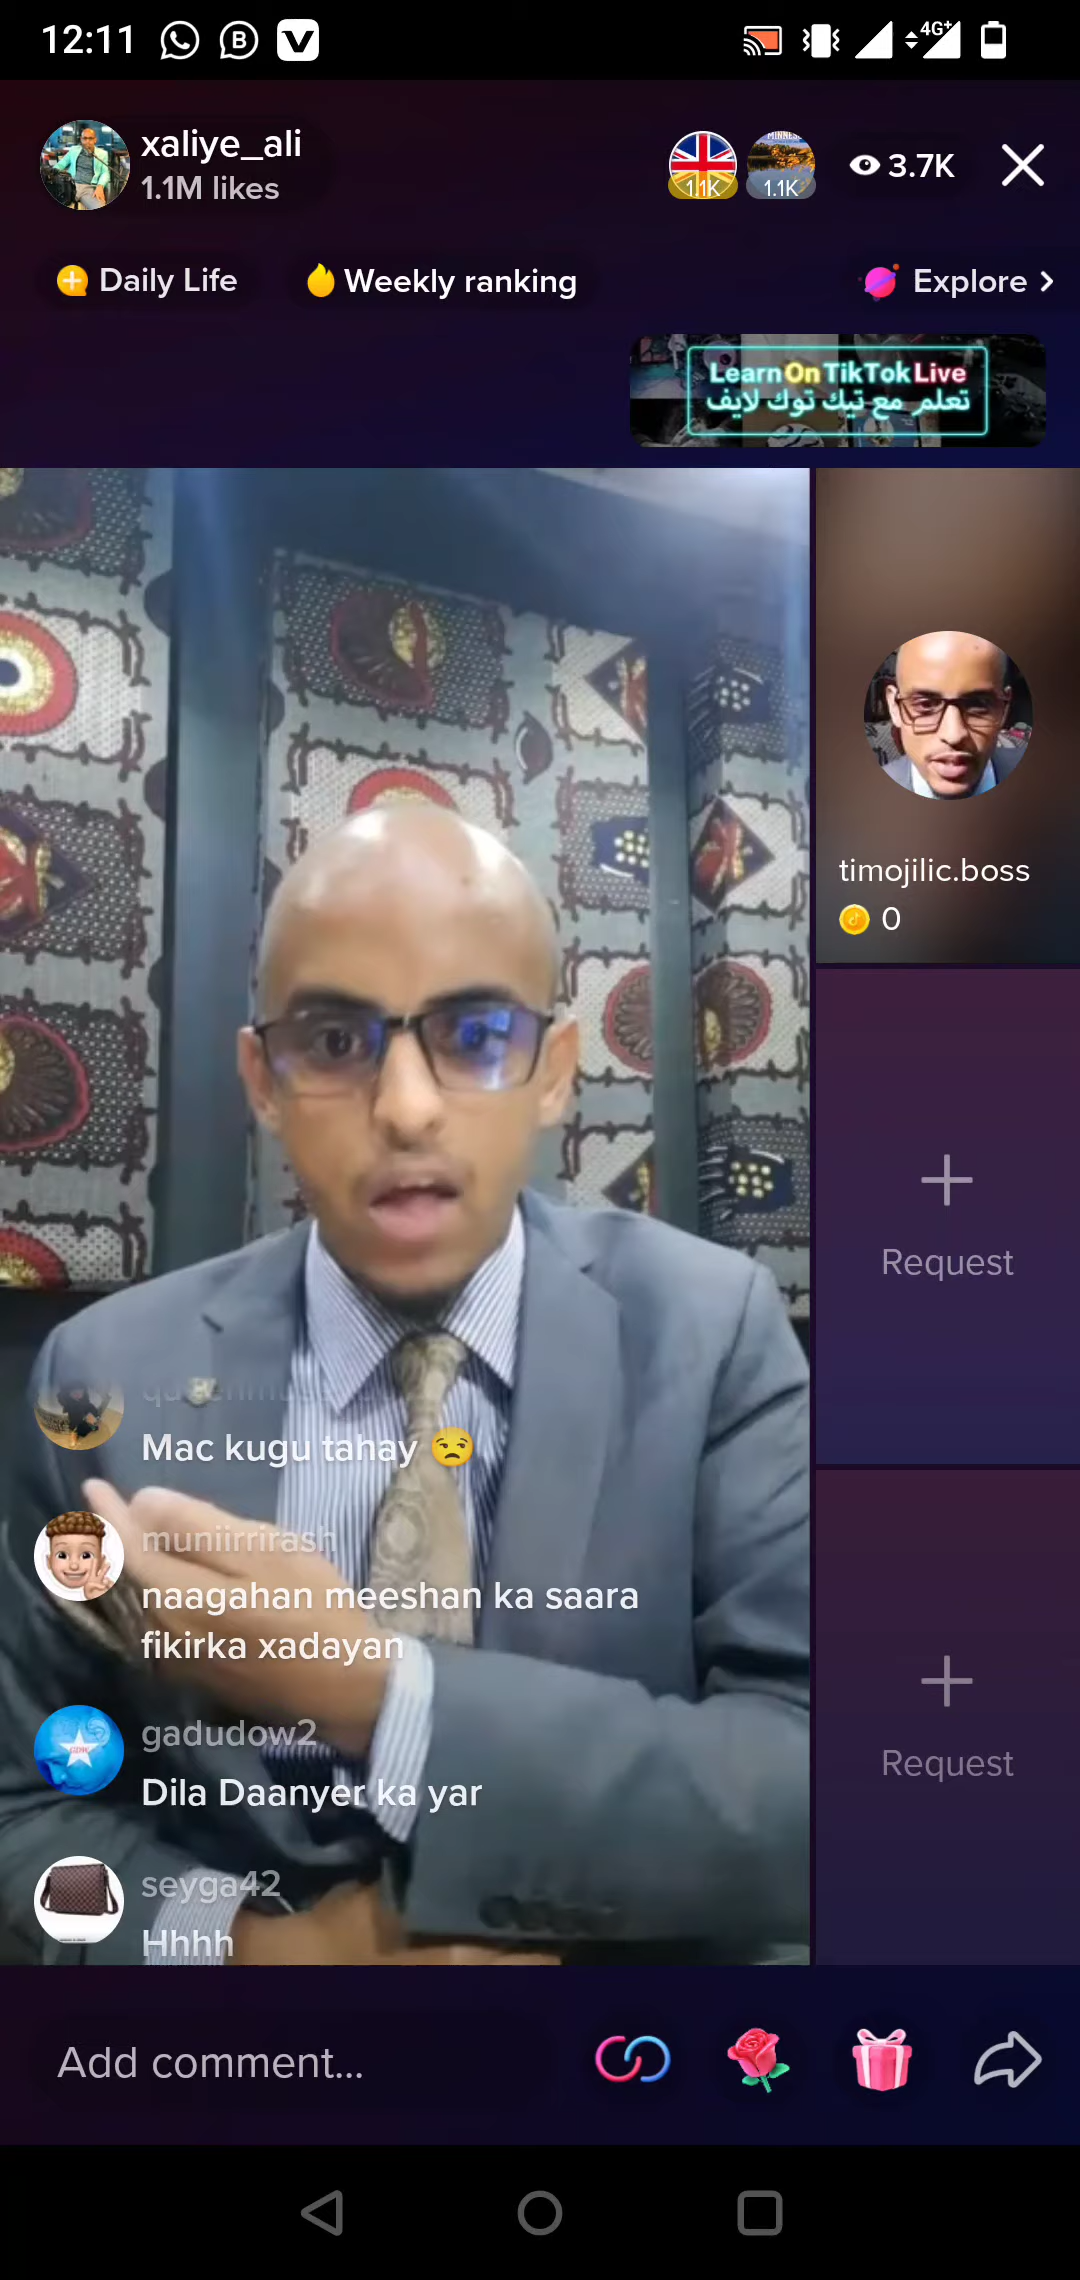 12:11
B
4G+
xaliye_ali
1.1M likes
1.1K
1.1K
3.7K
Daily Life
Weekly ranking
Explore
Learn On TikTok Live
تعلم مع تيك توك لايف
timojilic.boss
0
Request
Request
Mac kugu tahay 😒
muniirrirash
naagahan meeshan ka saara
fikirka xadayan
gadudow2
Dila Daanyer ka yar
seyga42
Hhhh
Add comment...